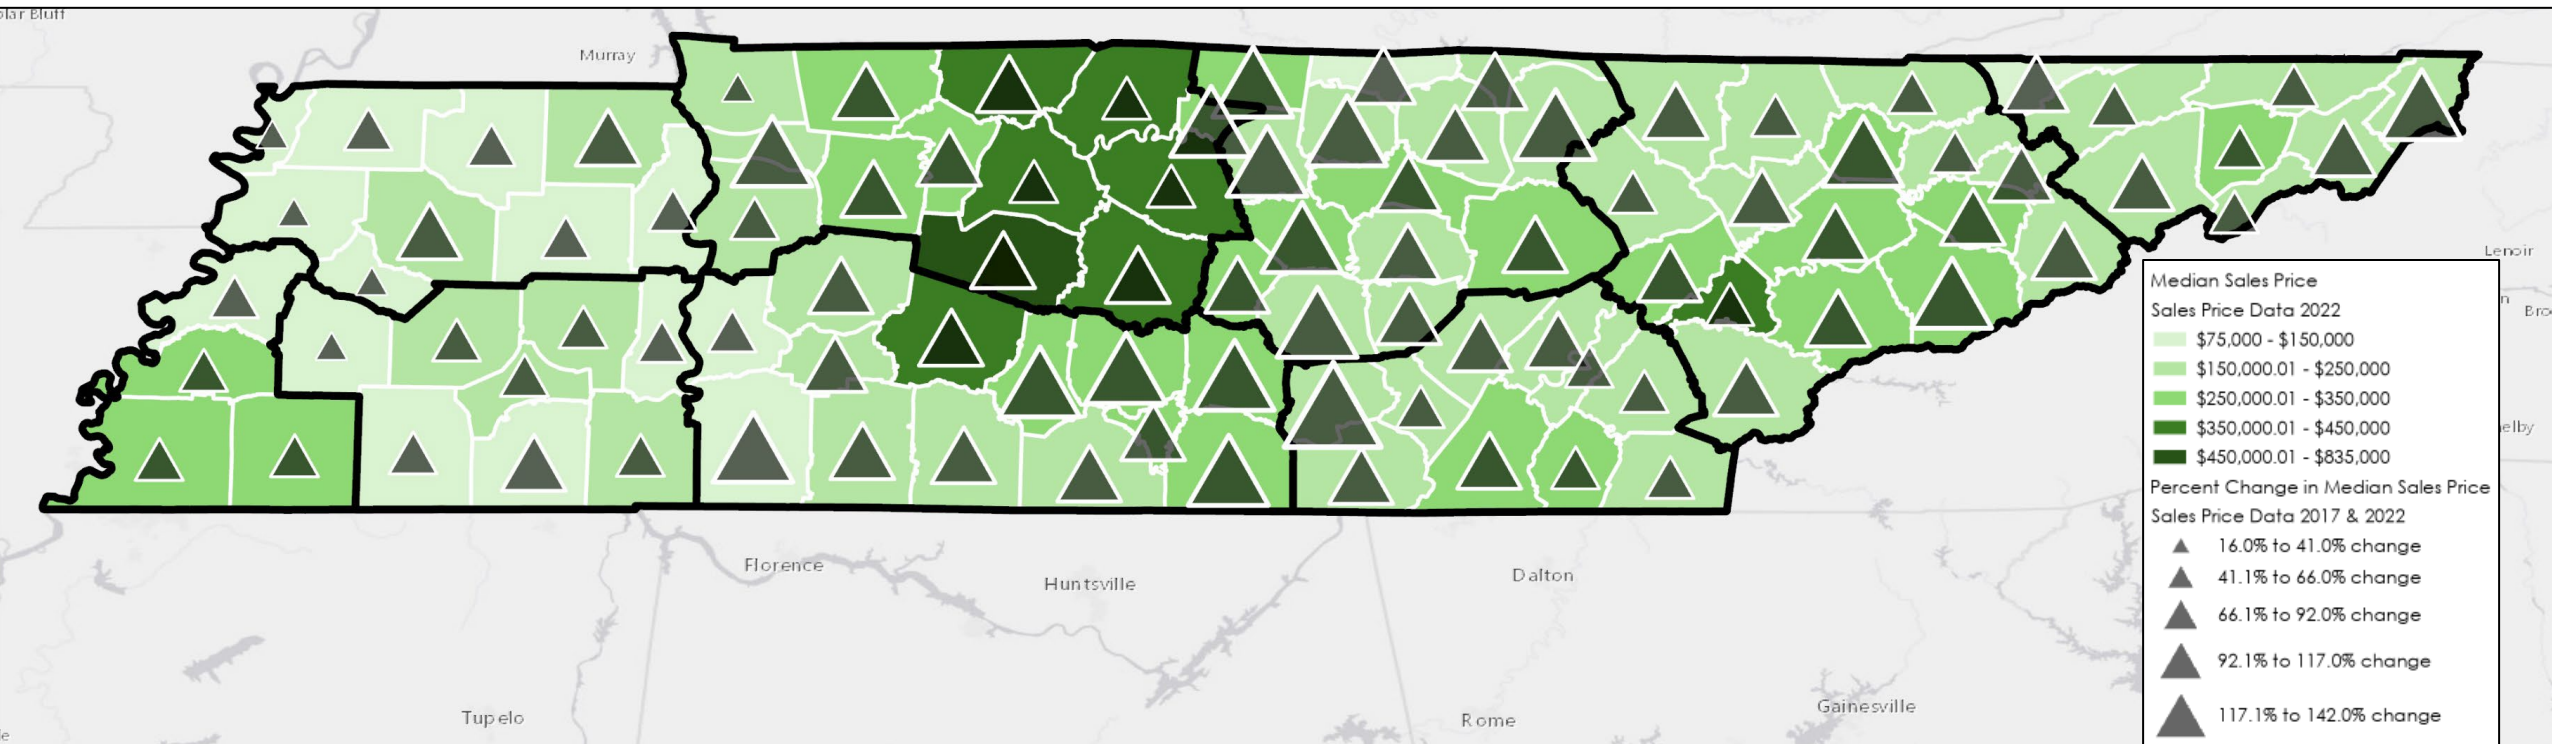 plar Bluff
Murray
Lenoir
n
Bro
elby
Median Sales Price
Sales Price Data 2022
$75,000 - $150,000
$150,000.01 - $250,000
$250,000.01 - $350,000
$350,000.01 - $450,000
$450,000.01 - $835,000
Percent Change in Median Sales Price
Sales Price Data 2017 & 2022
16.0% to 41.0% change
41.1% to 66.0% change
66.1% to 92.0% change
92.1% to 117.0% change
117.1% to 142.0% change
Florence
Huntsville
Dalton
Tupelo
Rome
Gainesville